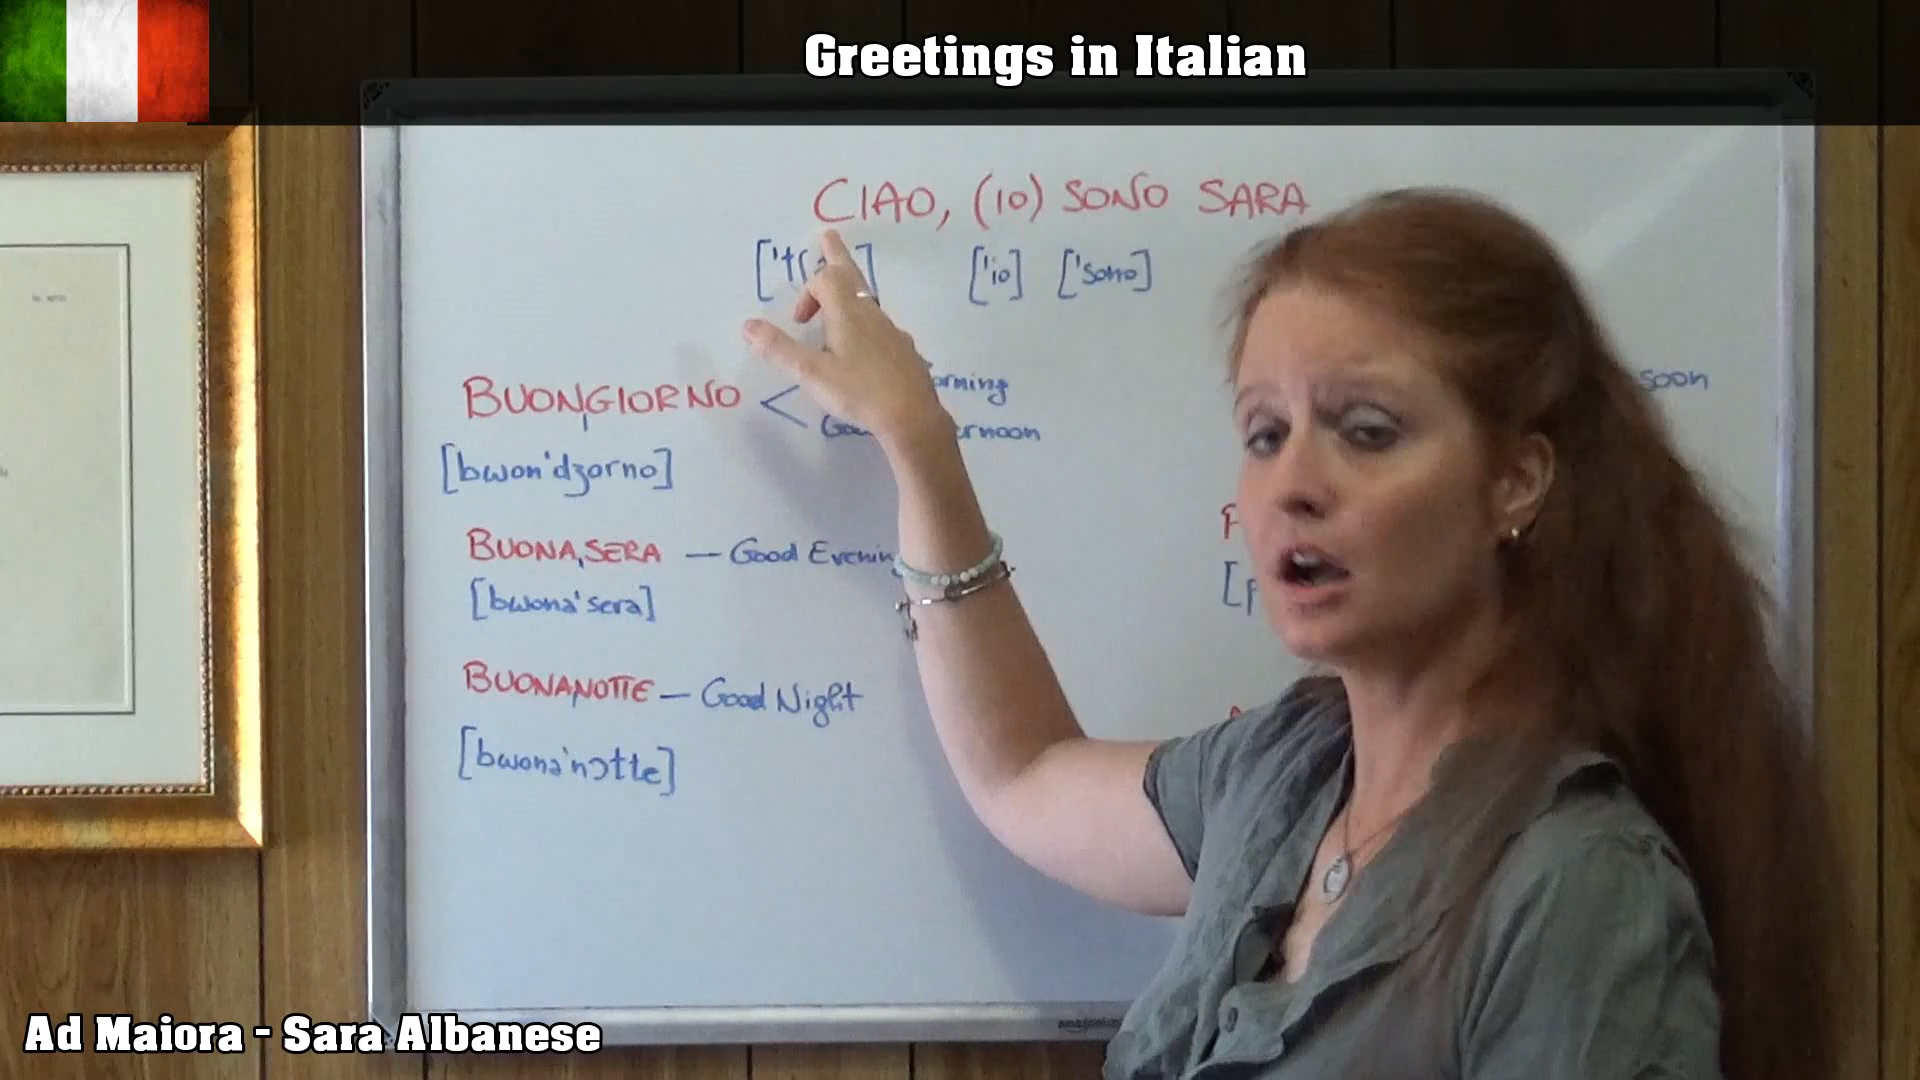 Greetings in Italian
CIAO, (IO) SONO SARA
['io] ['sono]
BUONGIORNO
soon
[bwon'dʒorno]
BUONA SERA — Good Evenin
[bwona'sera]
BUONANOTTE — Good Night
[bwona'nɔtte]
Ad Maiora - Sara Albanese